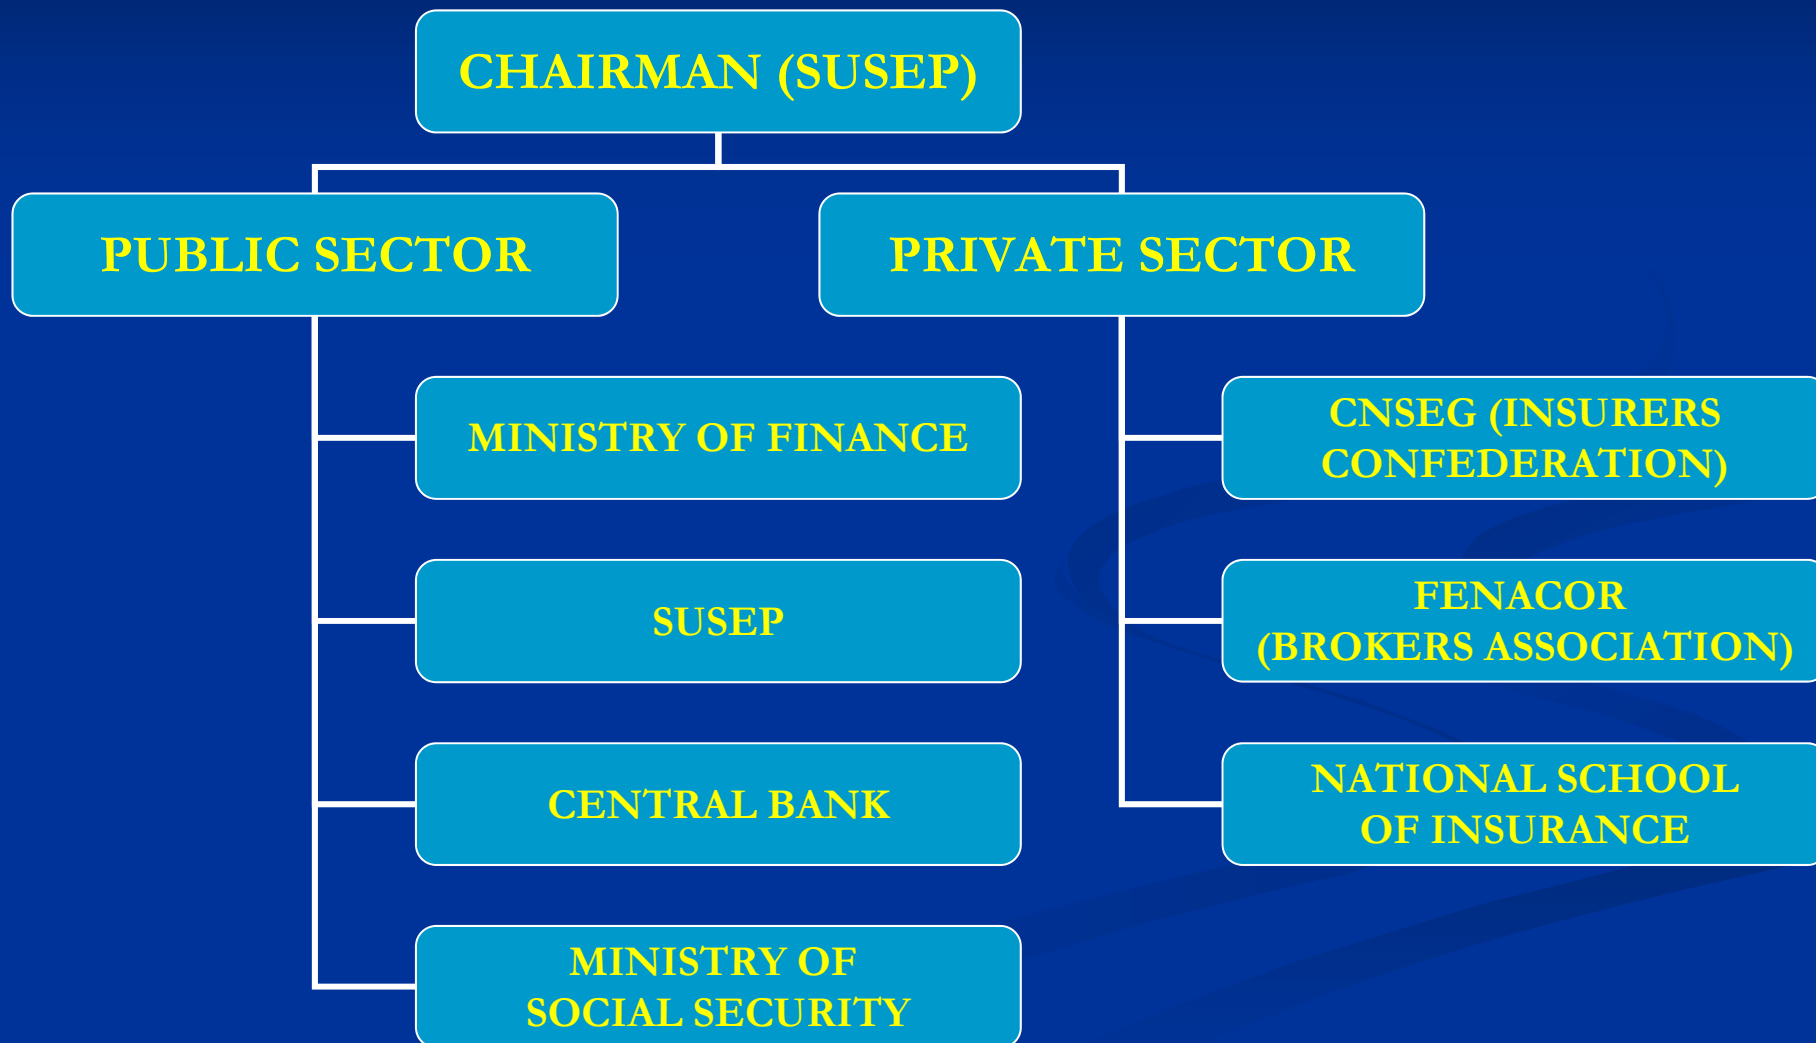 CHAIRMAN (SUSEP)
PUBLIC SECTOR
PRIVATE SECTOR
MINISTRY OF FINANCE
SUSEP
CENTRAL BANK
MINISTRY OF
SOCIAL SECURITY
CNSEG (INSURERS
CONFEDERATION)
FENACOR
(BROKERS ASSOCIATION)
NATIONAL SCHOOL
OF INSURANCE